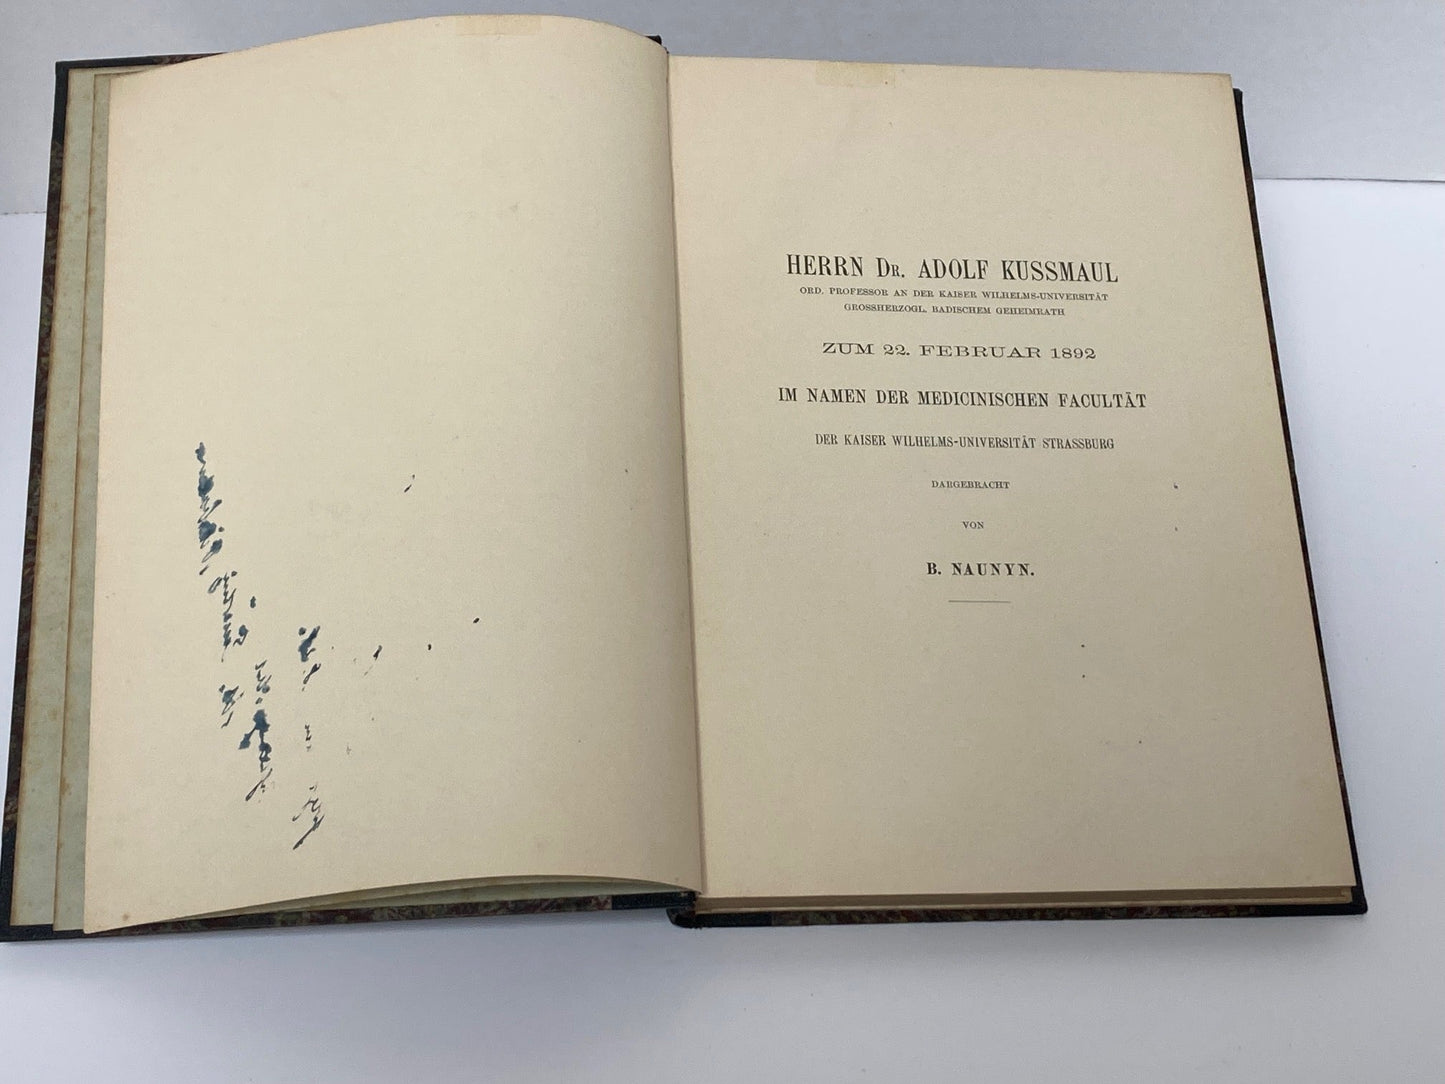 HERRN DR. ADOLF KUSSMAUL
ORD. PROFESSOR AN DER KAISER WILHELMS-UNIVERSITÄT
GROSSHERZOGL. BADISCHEM GEHEIMRATH
ZUM 22. FEBRUAR 1892
IM NAMEN DER MEDICINISCHEN FACULTÄT
DER KAISER WILHELMS-UNIVERSITÄT STRASSBURG
DARGEBRACHT
VON
B. NAUNYN.